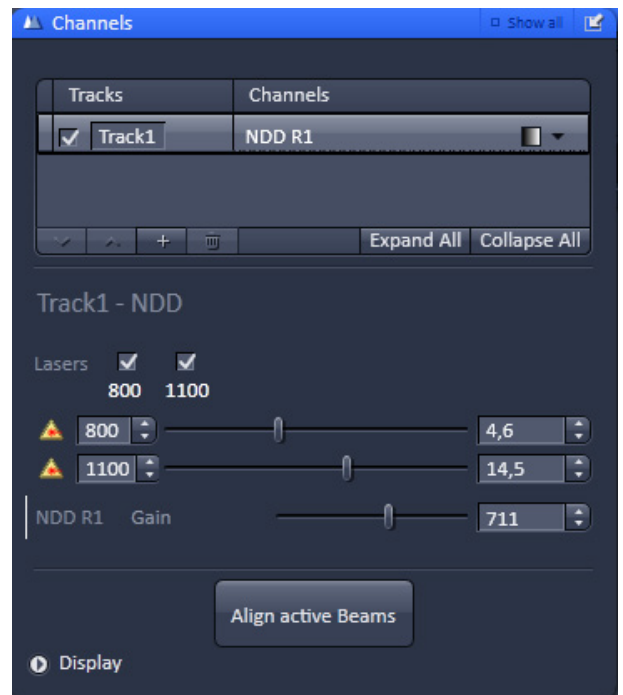 Channels Show all
Tracks Channels
Track1 NDD R1
+ Expand All Collapse All
Track1 - NDD
Lasers
800 1100
800 4,6
1100 14,5
NDD R1 Gain 711
Align active Beams
Display